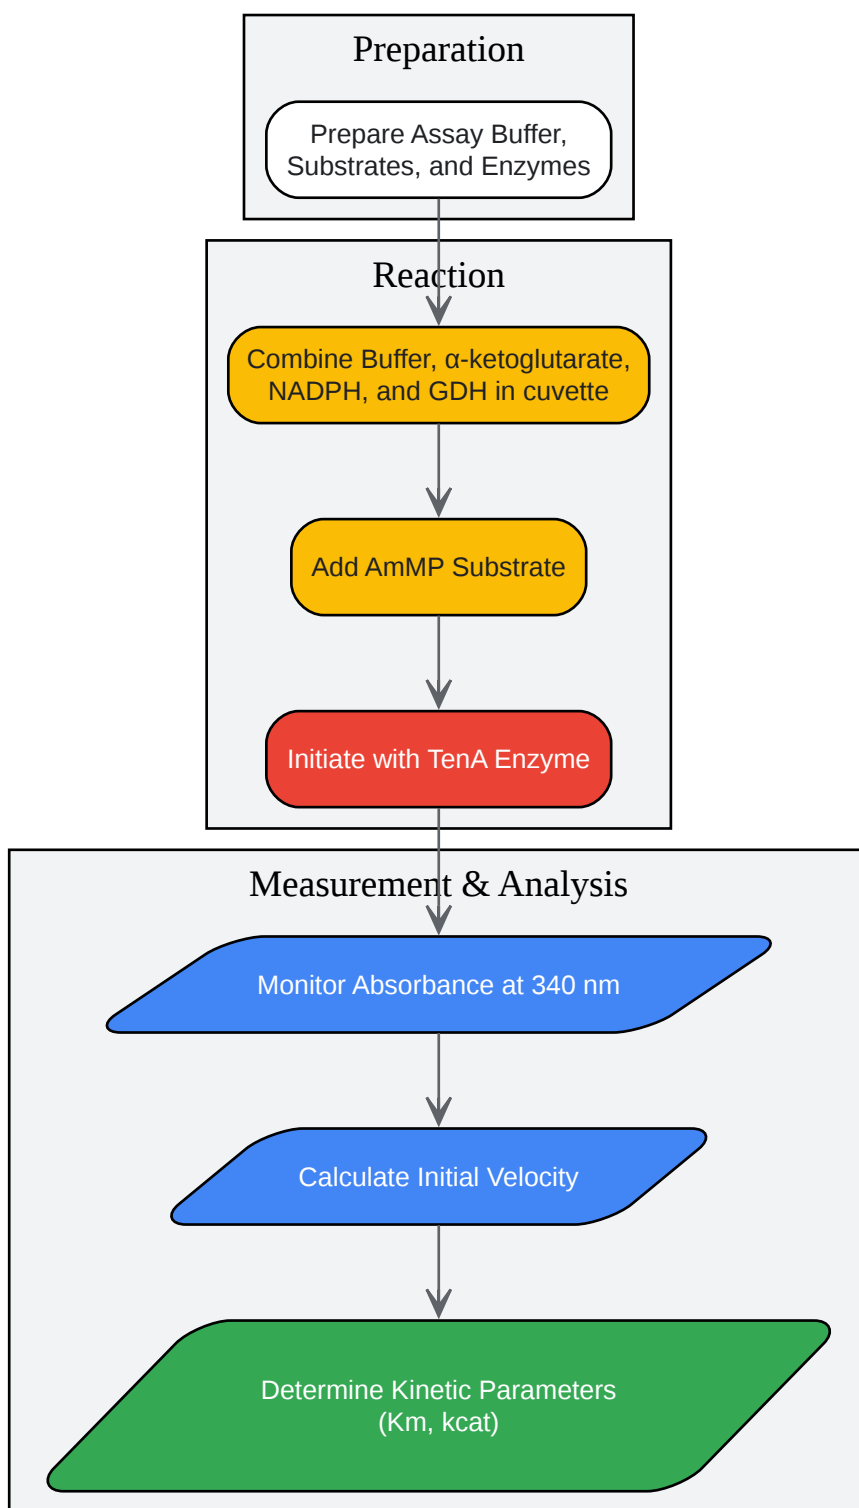 Preparation
Prepare Assay Buffer,
Substrates, and Enzymes
Reaction
Combine Buffer, α-ketoglutarate,
NADPH, and GDH in cuvette
Add AmMP Substrate
Initiate with TenA Enzyme
Measurement & Analysis
Monitor Absorbance at 340 nm
Calculate Initial Velocity
Determine Kinetic Parameters
(Km, kcat)